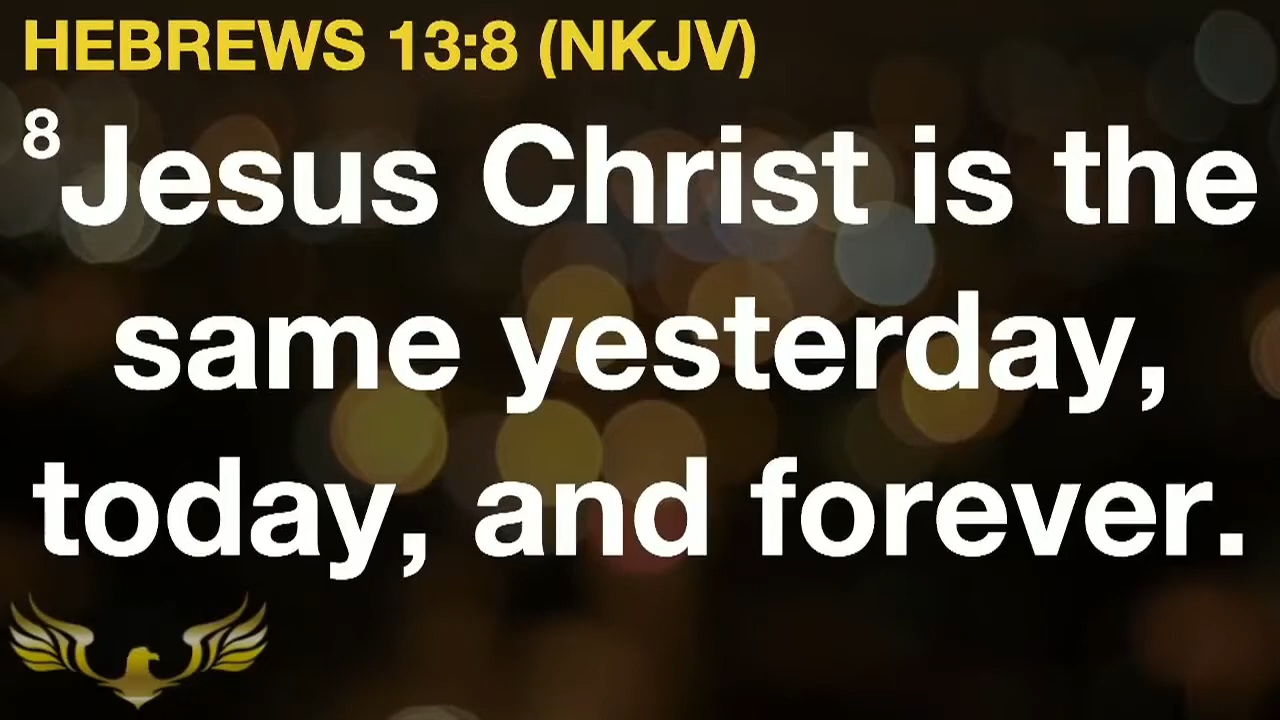 HEBREWS 13:8 (NKJV)
8 Jesus Christ is the
same yesterday,
today, and forever.